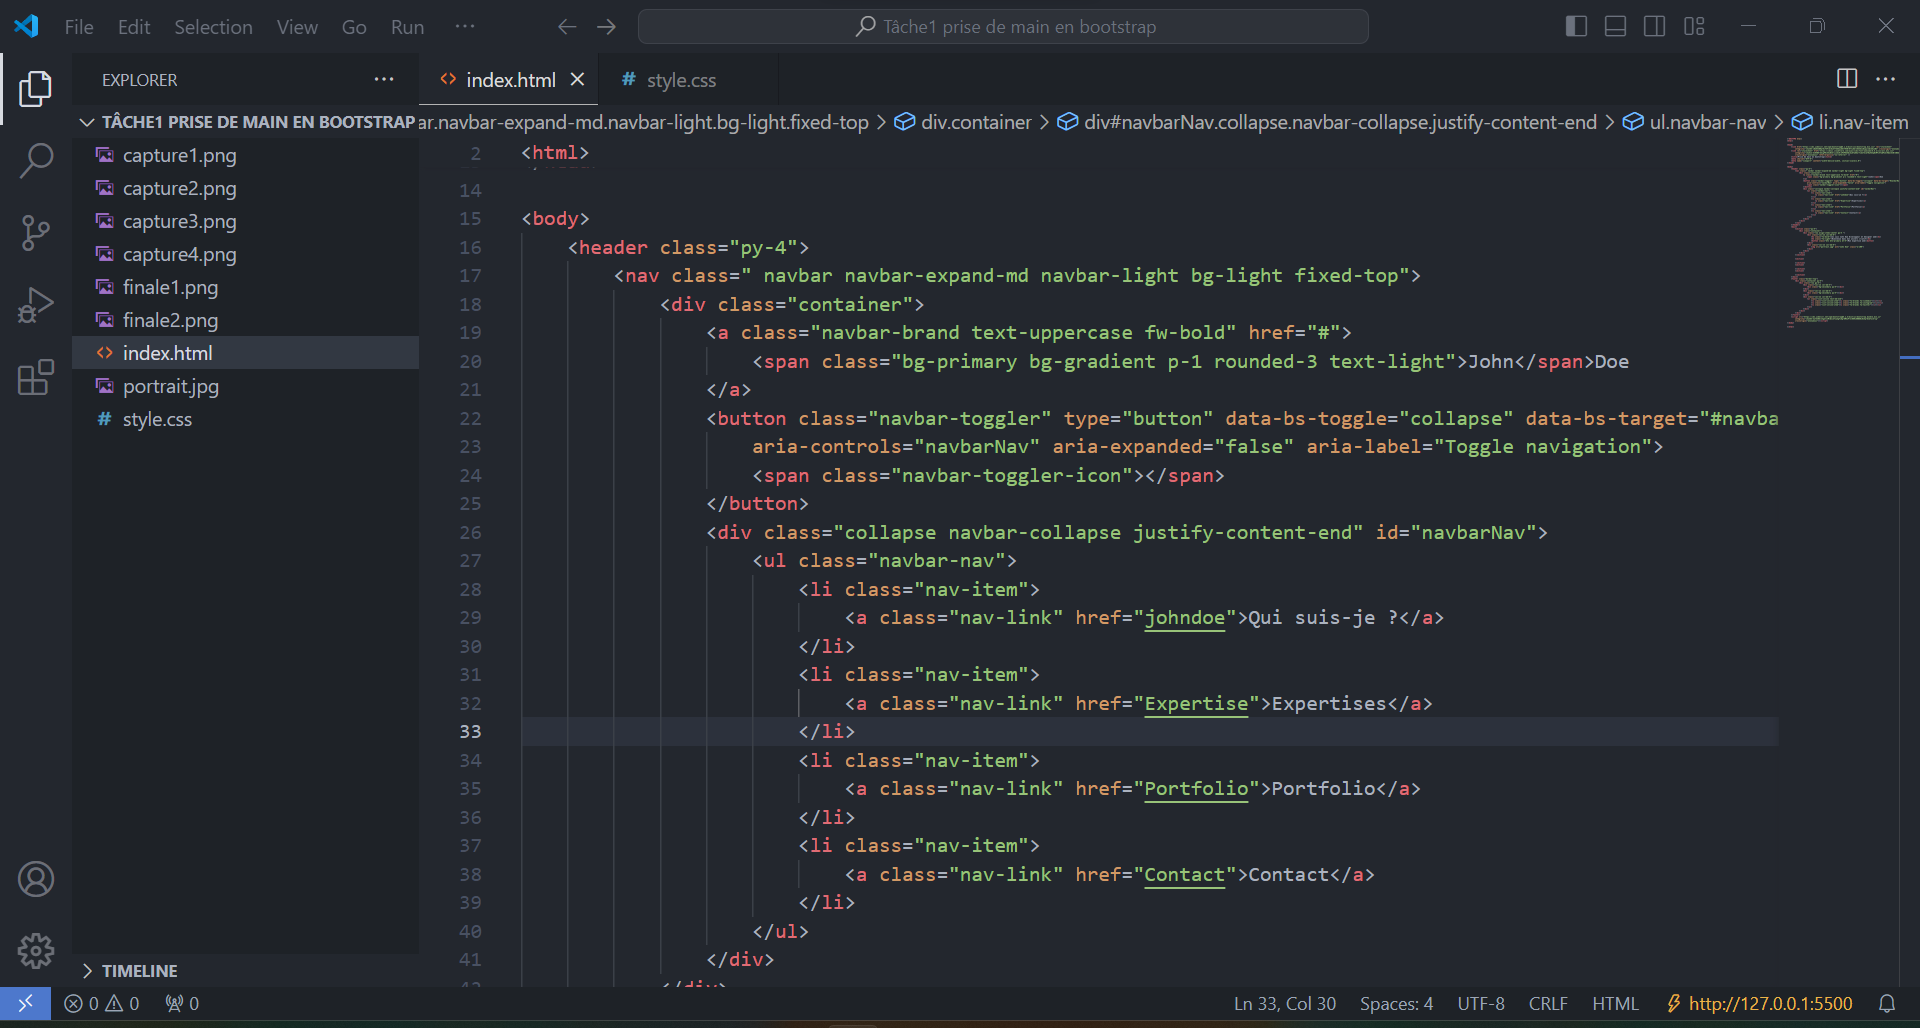 File Edit Selection View Go Run ··· Tâche1 prise de main en bootstrap
EXPLORER
index.html
# style.css
TÂCHE1 PRISE DE MAIN EN BOOTSTRAP
ar.navbar-expand-md.navbar-light.bg-light.fixed-top > div.container > div#navbarNav.collapse.navbar-collapse.justify-content-end > ul.navbar-nav > li.nav-item
capture1.png
capture2.png
capture3.png
capture4.png
finale1.png
finale2.png
index.html
portrait.jpg
# style.css
TIMELINE
2 <html>
14
15 <body>
16 <header class="py-4">
17 <nav class=" navbar navbar-expand-md navbar-light bg-light fixed-top">
18 <div class="container">
19 <a class="navbar-brand text-uppercase fw-bold" href="#">
20 <span class="bg-primary bg-gradient p-1 rounded-3 text-light">John</span>Doe
21 </a>
22 <button class="navbar-toggler" type="button" data-bs-toggle="collapse" data-bs-target="#navba
23 aria-controls="navbarNav" aria-expanded="false" aria-label="Toggle navigation">
24 <span class="navbar-toggler-icon"></span>
25 </button>
26 <div class="collapse navbar-collapse justify-content-end" id="navbarNav">
27 <ul class="navbar-nav">
28 <li class="nav-item">
29 <a class="nav-link" href="johndoe">Qui suis-je ?</a>
30 </li>
31 <li class="nav-item">
32 <a class="nav-link" href="Expertise">Expertises</a>
33 </li>
34 <li class="nav-item">
35 <a class="nav-link" href="Portfolio">Portfolio</a>
36 </li>
37 <li class="nav-item">
38 <a class="nav-link" href="Contact">Contact</a>
39 </li>
40 </ul>
41 </div>
42 </div>
0 0 0 Ln 33, Col 30 Spaces: 4 UTF-8 CRLF HTML http://127.0.0.1:5500